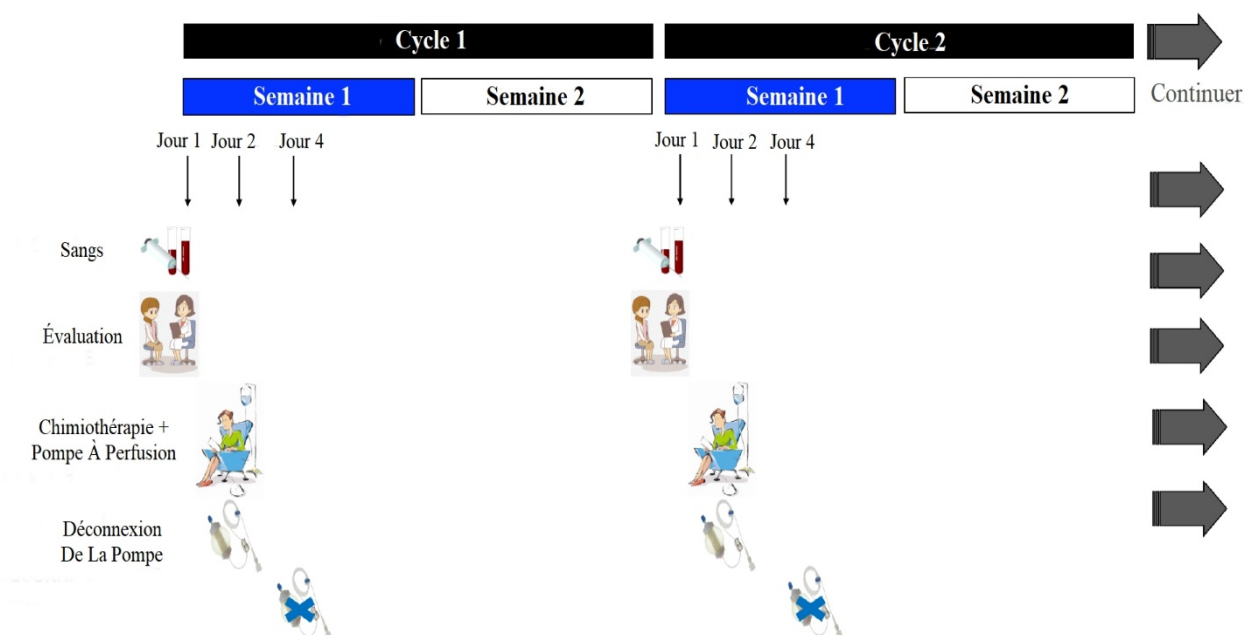 Cycle 1
Cycle 2
Semaine 1
Semaine 2
Semaine 1
Semaine 2
Continuer
Jour 1
Jour 2
Jour 4
Jour 1
Jour 2
Jour 4
Sangs
Évaluation
Chimiothérapie +
Pompe À Perfusion
Déconnexion
De La Pompe